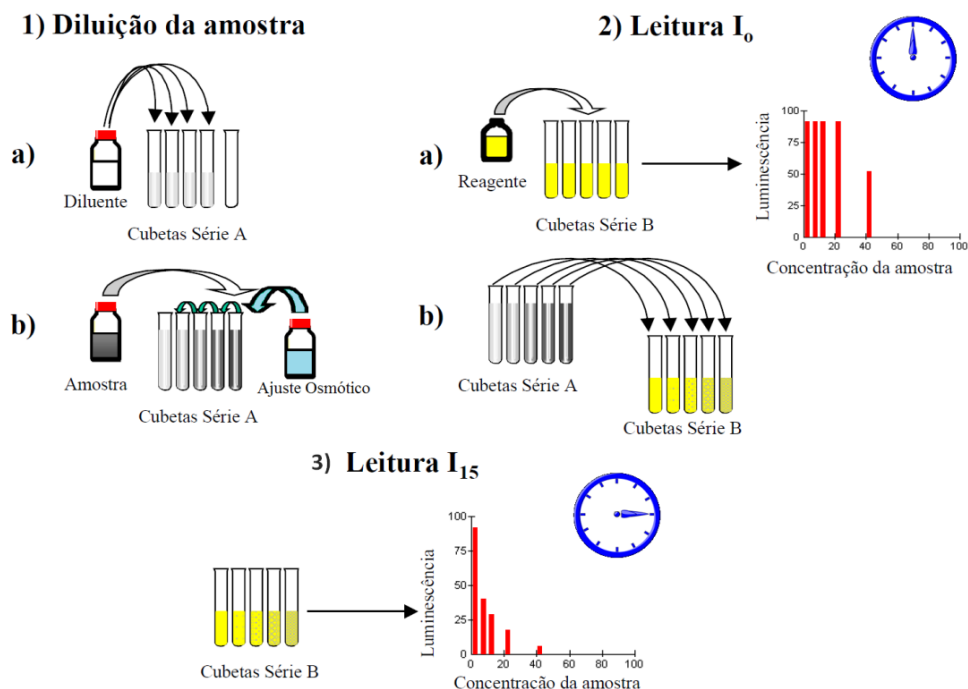 1) Diluição da amostra
a)
Diluente
Cubetas Série A
b)
Amostra
Ajuste Osmótico
Cubetas Série A
2) Leitura I₀
a)
Reagente
Cubetas Série B
Luminescência
100
75
50
25
0
0 20 40 60 80 100
Concentração da amostra
b)
Cubetas Série A
Cubetas Série B
3) Leitura I₁₅
Cubetas Série B
Luminescência
100
75
50
25
0
0 20 40 60 80 100
Concentração da amostra